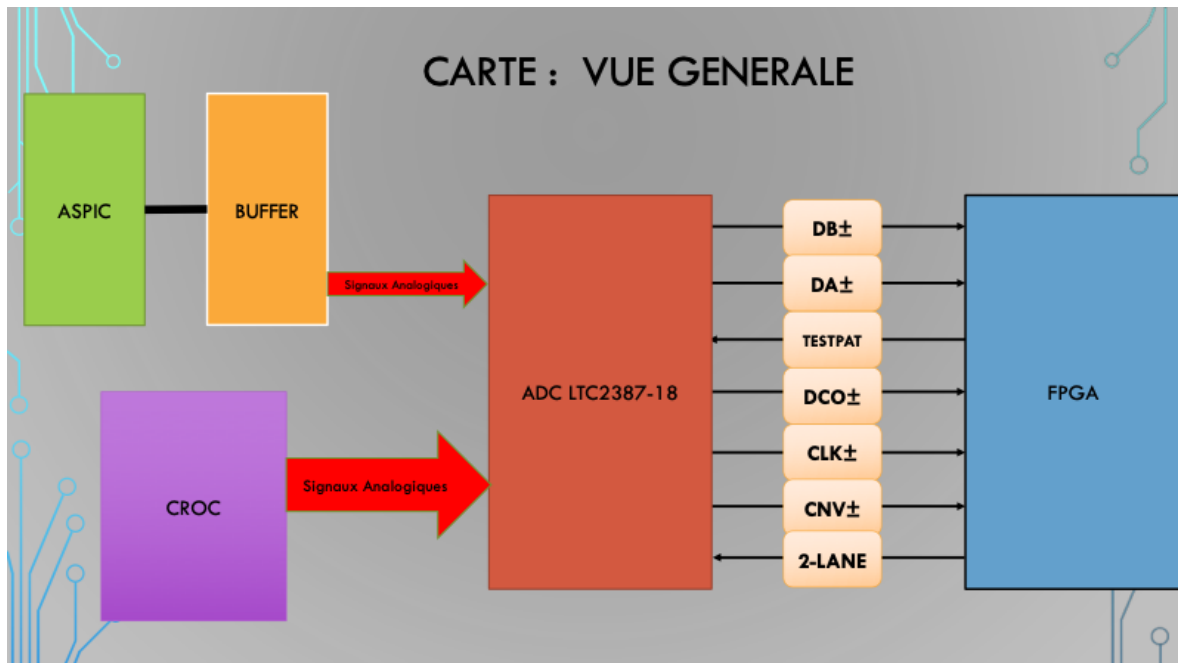 CARTE : VUE GENERALE
ASPIC
BUFFER
Signaux Analogiques
CROC
Signaux Analogiques
ADC LTC2387-18
DB±
DA±
TESTPAT
DCO±
CLK±
CNV±
2-LANE
FPGA